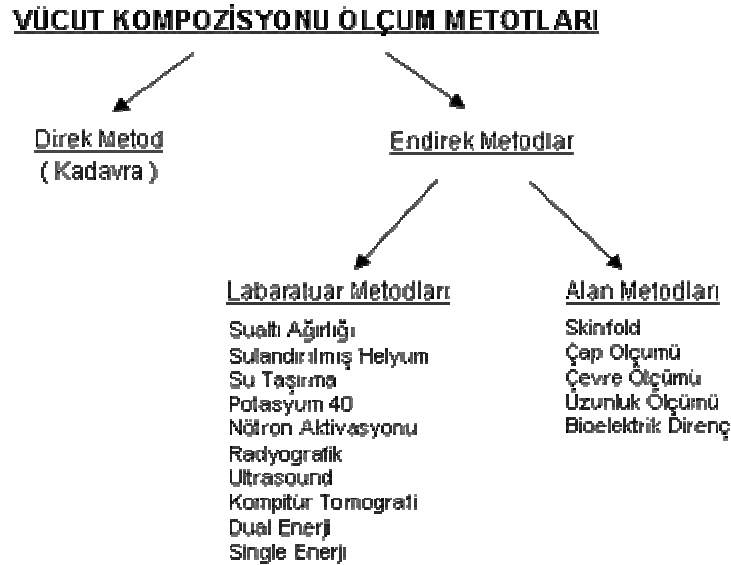 VÜCUT KOMPOZİSYONU ÖLÇÜM METOTLARI
Direk Metod
( Kadavra )
Endirek Metodlar
Labaratuar Metodları
Sualtı Ağırlığı
Sulandırılmış Helyum
Su Taşırma
Potasyum 40
Nötron Aktivasyonu
Radyografik
Ultrasound
Kompitür Tomografi
Dual Enerji
Single Enerji
Alan Metodları
Skinfold
Çap Ölçümü
Çevre Ölçümü
Uzunluk Ölçümü
Bioelektrik Direnç